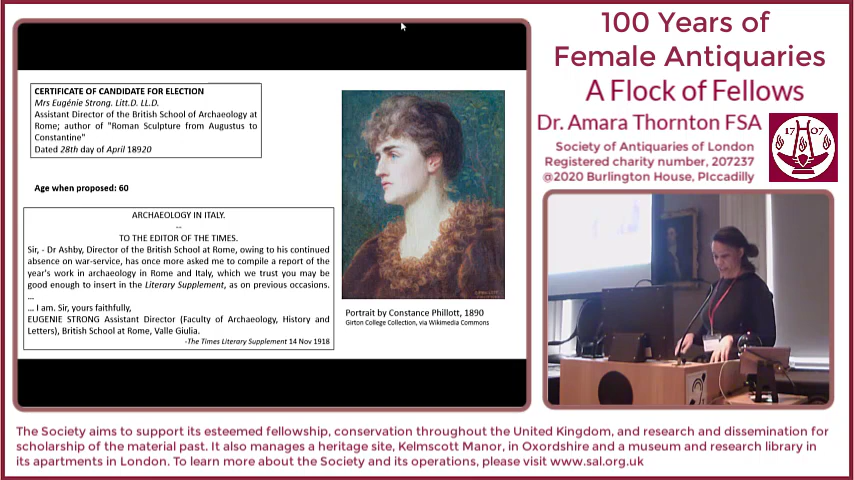 100 Years of
Female Antiquaries
A Flock of Fellows
Dr. Amara Thornton FSA
Society of Antiquaries of London
Registered charity number, 207237
@2020 Burlington House, PIccadilly
17 07
CERTIFICATE OF CANDIDATE FOR ELECTION
Mrs Eugénie Strong. Litt.D. LL.D.
Assistant Director of the British School of Archaeology at
Rome; author of "Roman Sculpture from Augustus to
Constantine"
Dated 28th day of April 18920
Age when proposed: 60
ARCHAEOLOGY IN ITALY.
...
TO THE EDITOR OF THE TIMES.
Sir, - Dr Ashby, Director of the British School at Rome, owing to his continued
absence on war-service, has once more asked me to compile a report of the
year's work in archaeology in Rome and Italy, which we trust you may be
good enough to insert in the Literary Supplement, as on previous occasions.
...
... I am. Sir, yours faithfully,
EUGENIE STRONG Assistant Director (Faculty of Archaeology, History and
Letters), British School at Rome, Valle Giulia.
-The Times Literary Supplement 14 Nov 1918
Portrait by Constance Phillott, 1890
Girton College Collection, via Wikimedia Commons
The Society aims to support its esteemed fellowship, conservation throughout the United Kingdom, and research and dissemination for
scholarship of the material past. It also manages a heritage site, Kelmscott Manor, in Oxordshire and a museum and research library in
its apartments in London. To learn more about the Society and its operations, please visit www.sal.org.uk